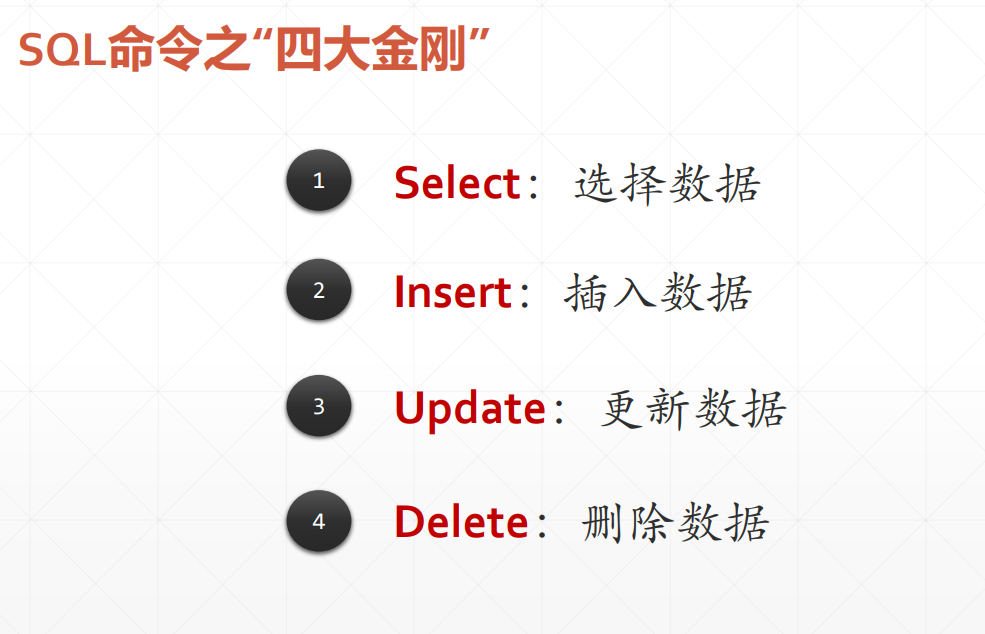 SQL命令之“四大金刚”
1 Select：选择数据
2 Insert：插入数据
3 Update：更新数据
4 Delete：删除数据